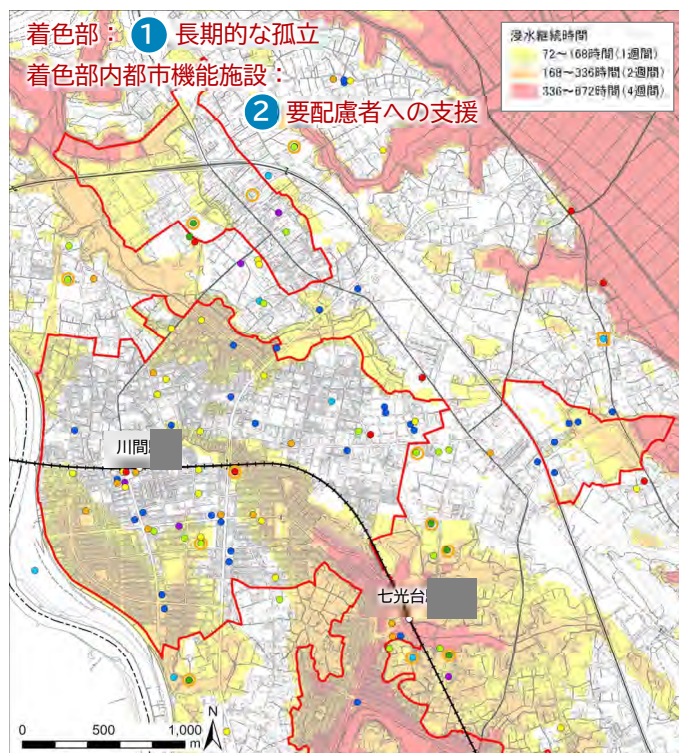 着色部： 1 長期的な孤立
着色部内都市機能施設：
2 要配慮者への支援
浸水継続時間
72～168時間(1週間)
168～336時間(2週間)
336～672時間(4週間)
川間
七光台
0 500 1,000
m
N